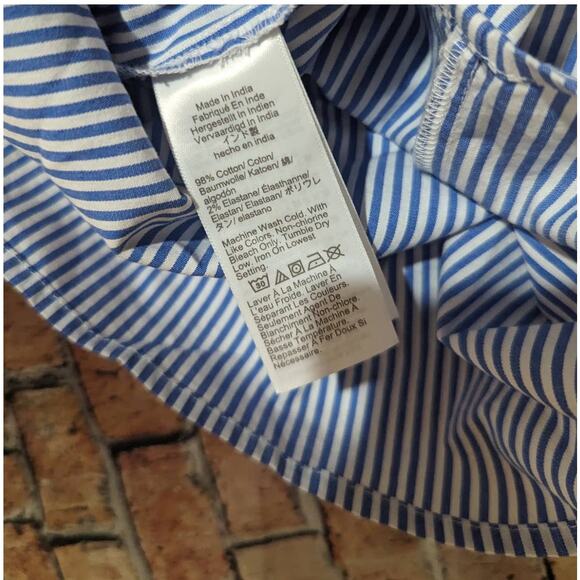 Made In India
Fabriqué En Inde
Hergestellt In Indien
Vervaardigd In India
インド製
hecho en india
98% Cotton/ Coton/
Baumwolle/ Katoen/ 綿/
algodón
2% Elastane/ Élasthanne/
Elastan/ Elastaan/ ポリウレ
タン/ elastano
Machine Wash Cold. With
Like Colors. Non-chlorine
Bleach Only. Tumble Dry
Low. Iron On Lowest
Setting.
30
Laver À La Machine À
L'eau Froide. Laver En
Séparant Les Couleurs.
Seulement Agent De
Blanchiment Non-chlore.
Sécher À La Machine À
Basse Température.
Repasser À Fer Doux Si
Nécessaire.